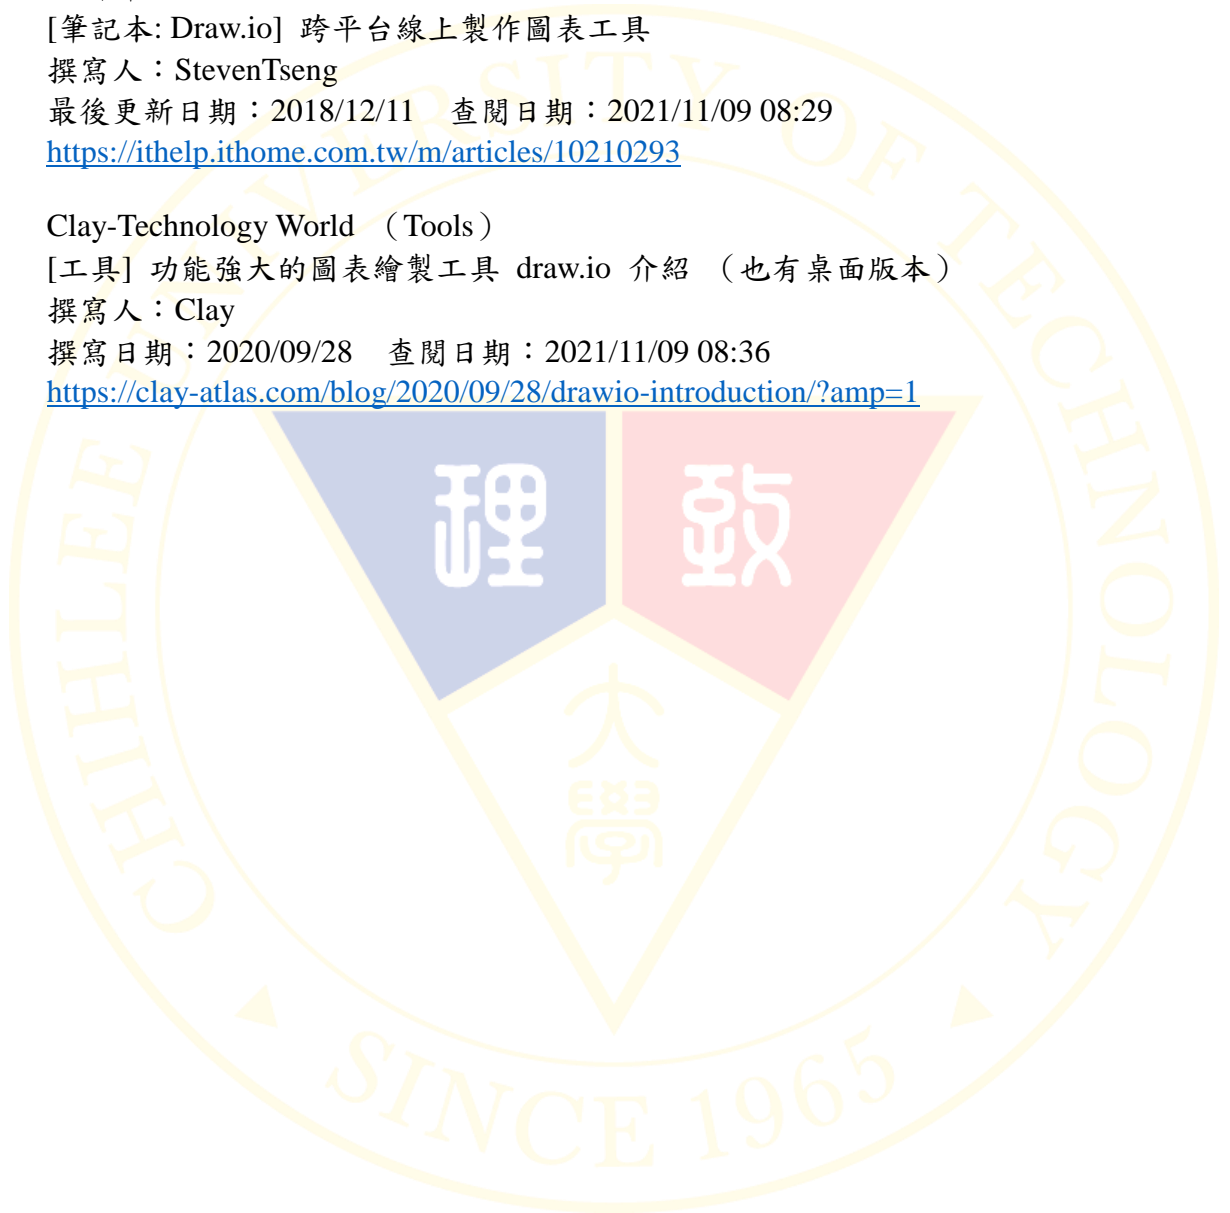 [筆記本: Draw.io] 跨平台線上製作圖表工具
撰寫人：StevenTseng
最後更新日期：2018/12/11 查閱日期：2021/11/09 08:29
https://ithelp.ithome.com.tw/m/articles/10210293
Clay-Technology World （Tools）
[工具] 功能強大的圖表繪製工具 draw.io 介紹 （也有桌面版本）
撰寫人：Clay
撰寫日期：2020/09/28 查閱日期：2021/11/09 08:36
https://clay-atlas.com/blog/2020/09/28/drawio-introduction/?amp=1
CHIHLEE UNIVERSITY OF TECHNOLOGY
理 致
大
學
SINCE 1965